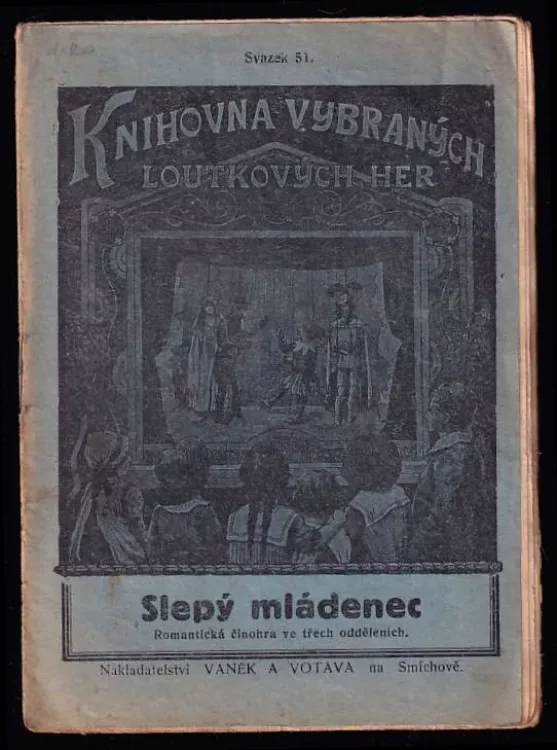 Svazek 51.
KNIHOVNA VYBRANÝCH
LOUTKOVÝCH HER
Slepý mládenec
Romantická činohra ve třech odděleních.
Nakladatelství VANĚK A VOTAVA na Smíchově.